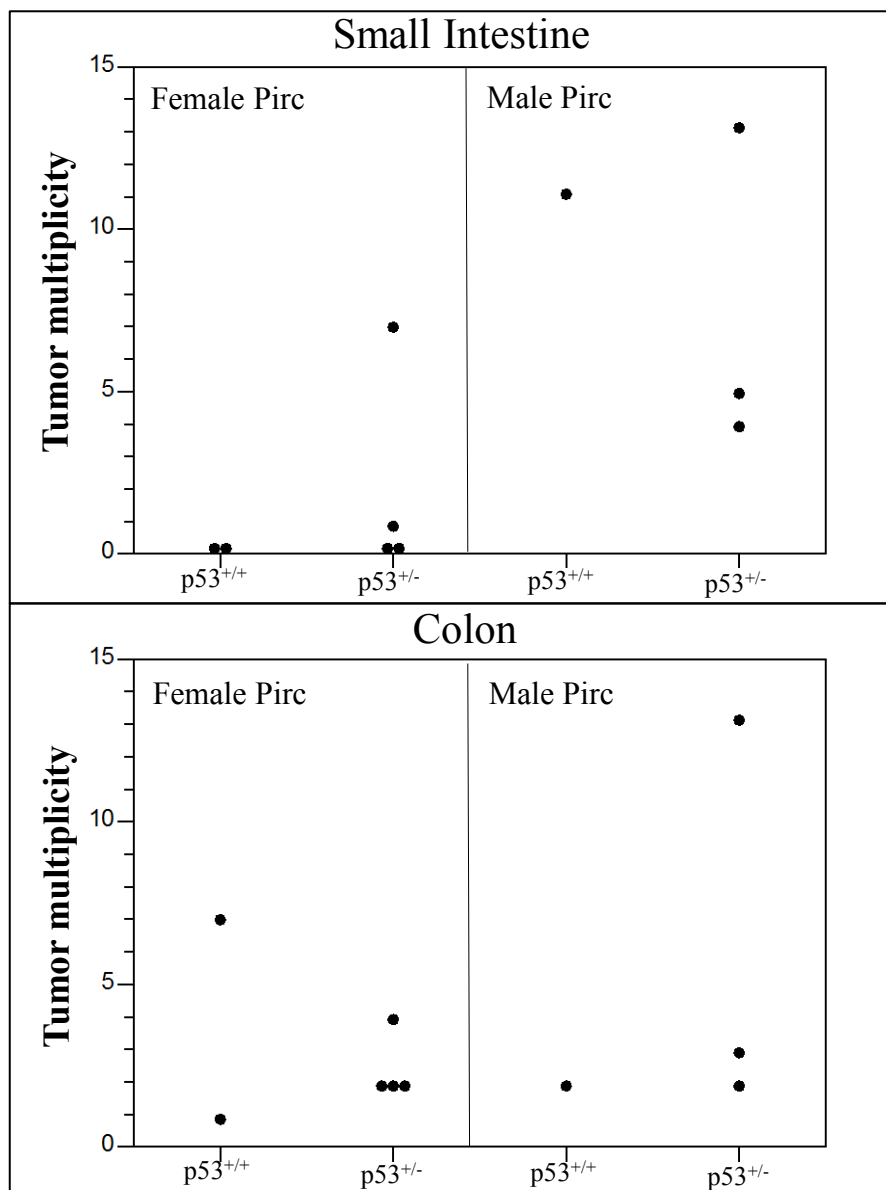 Small Intestine
Tumor multiplicity
15
10
5
0
Female Pirc
Male Pirc
p53+/+
p53+/-
p53+/+
p53+/-
Colon
Tumor multiplicity
15
10
5
0
Female Pirc
Male Pirc
p53+/+
p53+/-
p53+/+
p53+/-